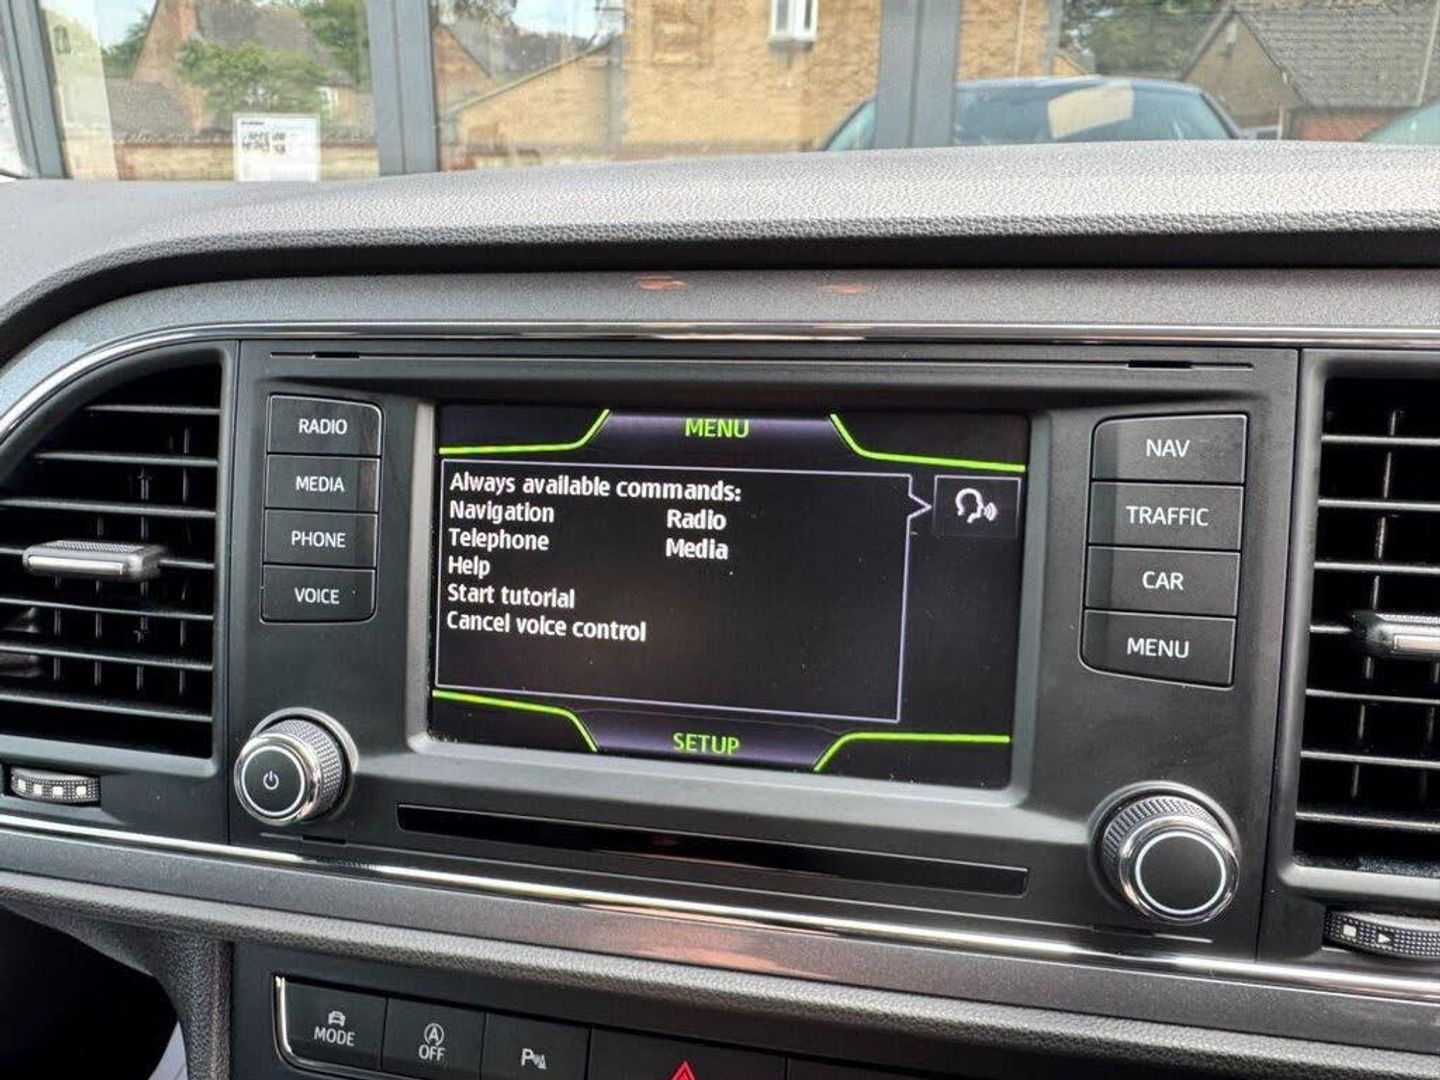 RADIO
MEDIA
PHONE
VOICE
MENU
Always available commands:
Navigation Radio
Telephone Media
Help
Start tutorial
Cancel voice control
SETUP
NAV
TRAFFIC
CAR
MENU
MODE
A
OFF
P